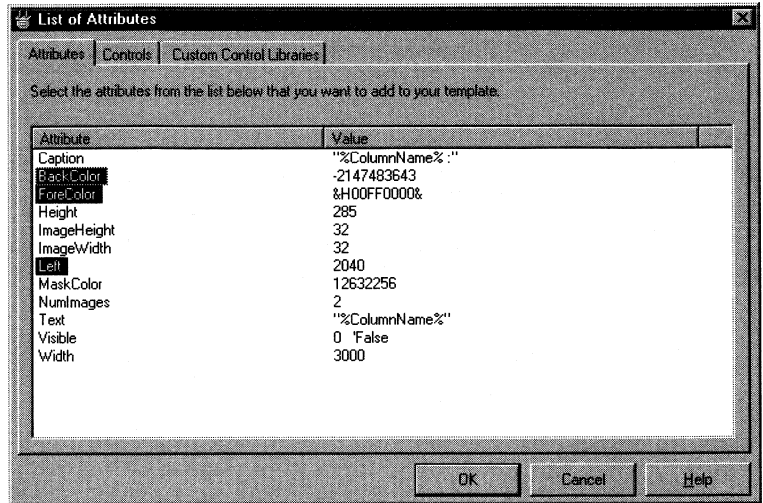 List of Attributes
Attributes Controls Custom Control Libraries
Select the attributes from the list below that you want to add to your template.
Attribute Value
Caption "%ColumnName% :"
BackColor -2147483643
ForeColor &H00FF0000&
Height 285
ImageHeight 32
ImageWidth 32
Left 2040
MaskColor 12632256
NumImages 2
Text "%ColumnName%"
Visible 0 'False
Width 3000
OK Cancel Help